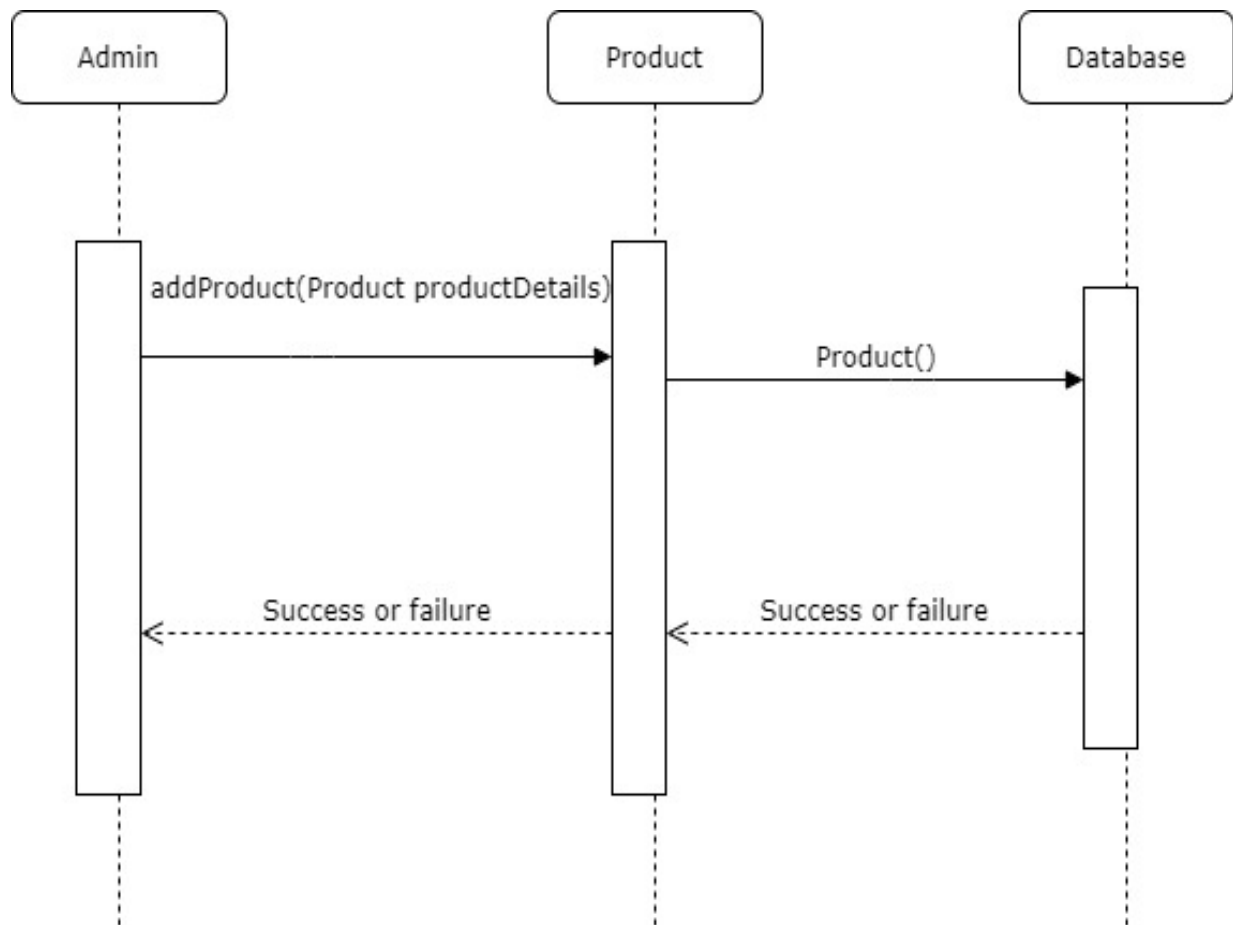 Admin
Product
Database
addProduct(Product productDetails)
Product()
Success or failure
Success or failure